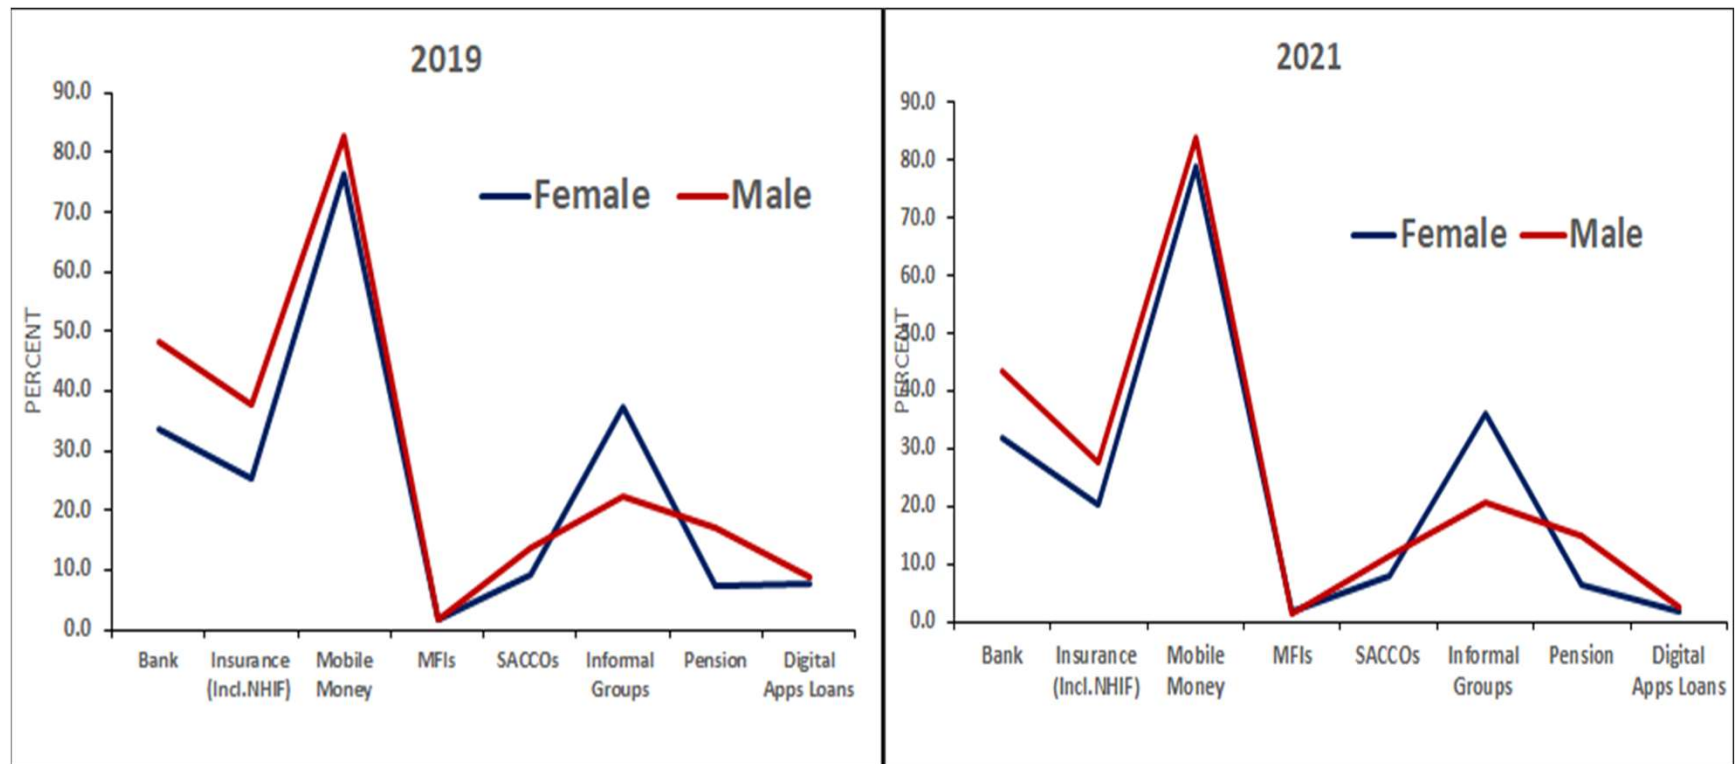 2019
90.0
80.0
70.0
60.0
50.0
40.0
30.0
20.0
10.0
0.0
PERCENT
Female Male
Bank Insurance Mobile MFIs SACCOs Informal Pension Digital
(Incl.NHIF) Money Groups Apps Loans
2021
90.0
80.0
70.0
60.0
50.0
40.0
30.0
20.0
10.0
0.0
PERCENT
Female Male
Bank Insurance Mobile MFIs SACCOs Informal Pension Digital
(Incl.NHIF) Money Groups Apps Loans